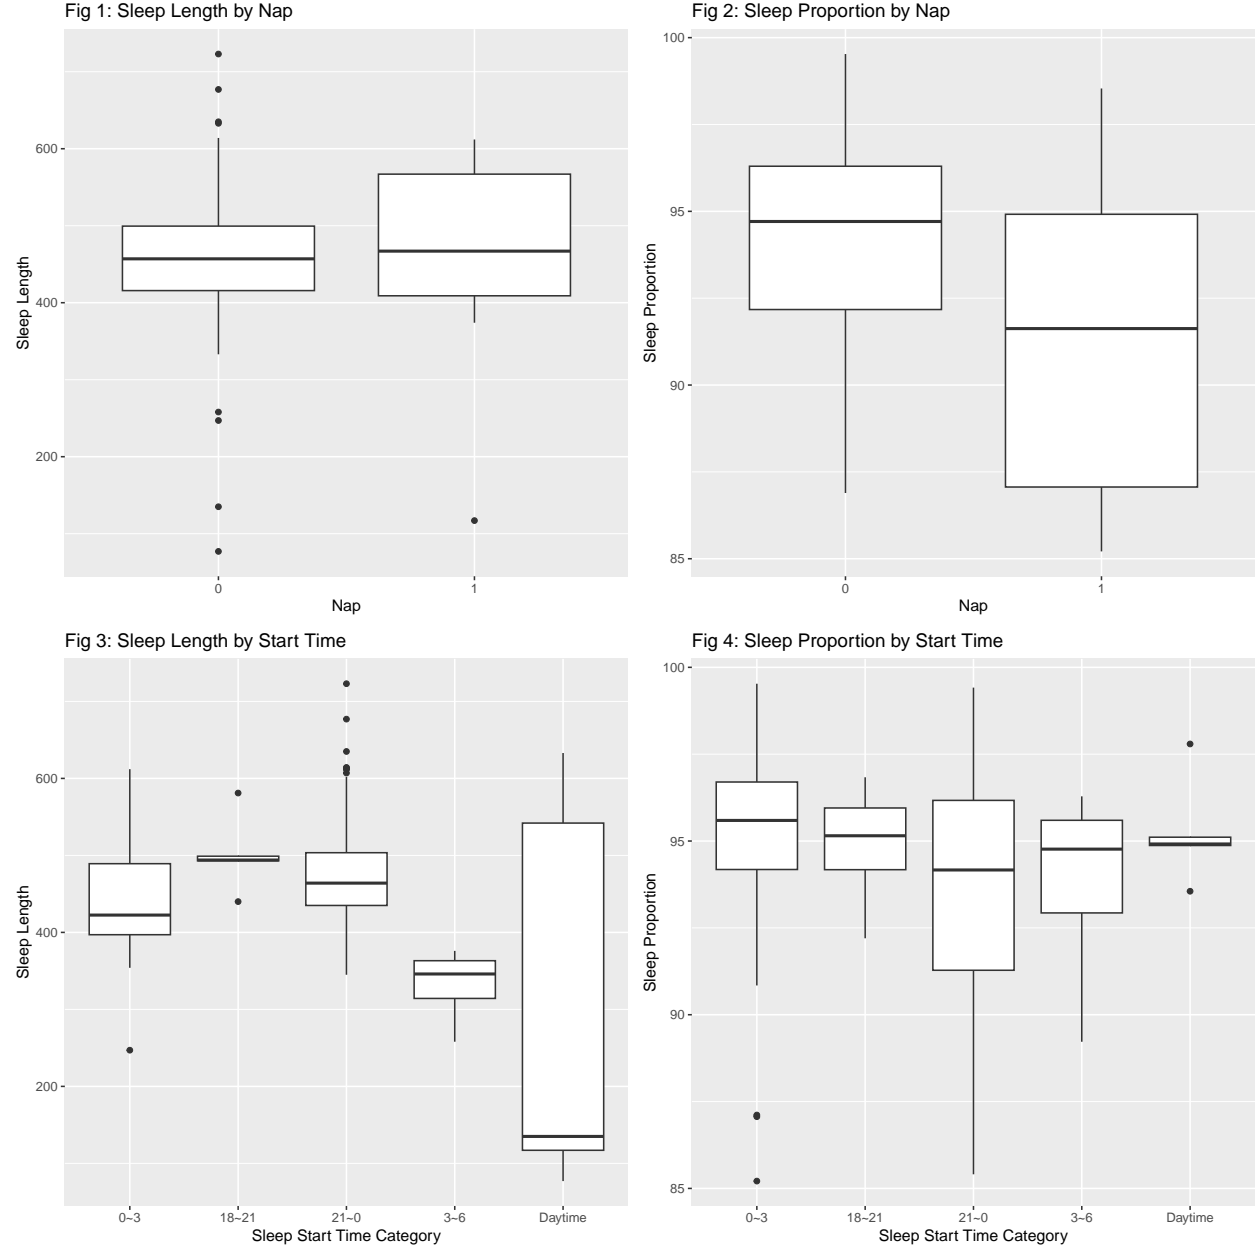 Fig 1: Sleep Length by Nap
600
400
200
Sleep Length
0
1
Nap
Fig 2: Sleep Proportion by Nap
100
95
90
85
Sleep Proportion
0
1
Nap
Fig 3: Sleep Length by Start Time
600
400
200
Sleep Length
0~3
18~21
21~0
3~6
Daytime
Sleep Start Time Category
Fig 4: Sleep Proportion by Start Time
100
95
90
85
Sleep Proportion
0~3
18~21
21~0
3~6
Daytime
Sleep Start Time Category